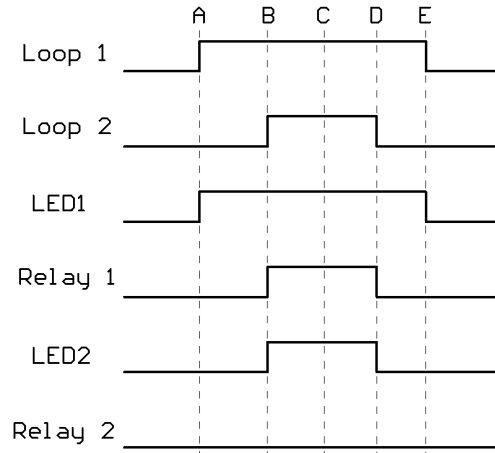 A B C D E
Loop 1
Loop 2
LED1
Relay 1
LED2
Relay 2